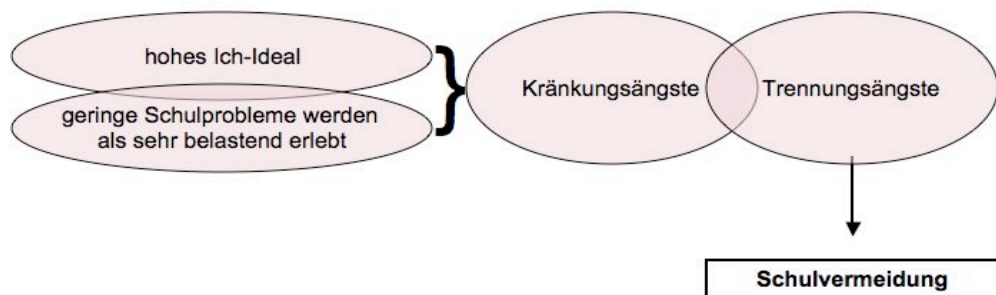 hohes Ich-Ideal
geringe Schulprobleme werden
als sehr belastend erlebt
Kränkungsängste
Trennungsängste
Schulvermeidung